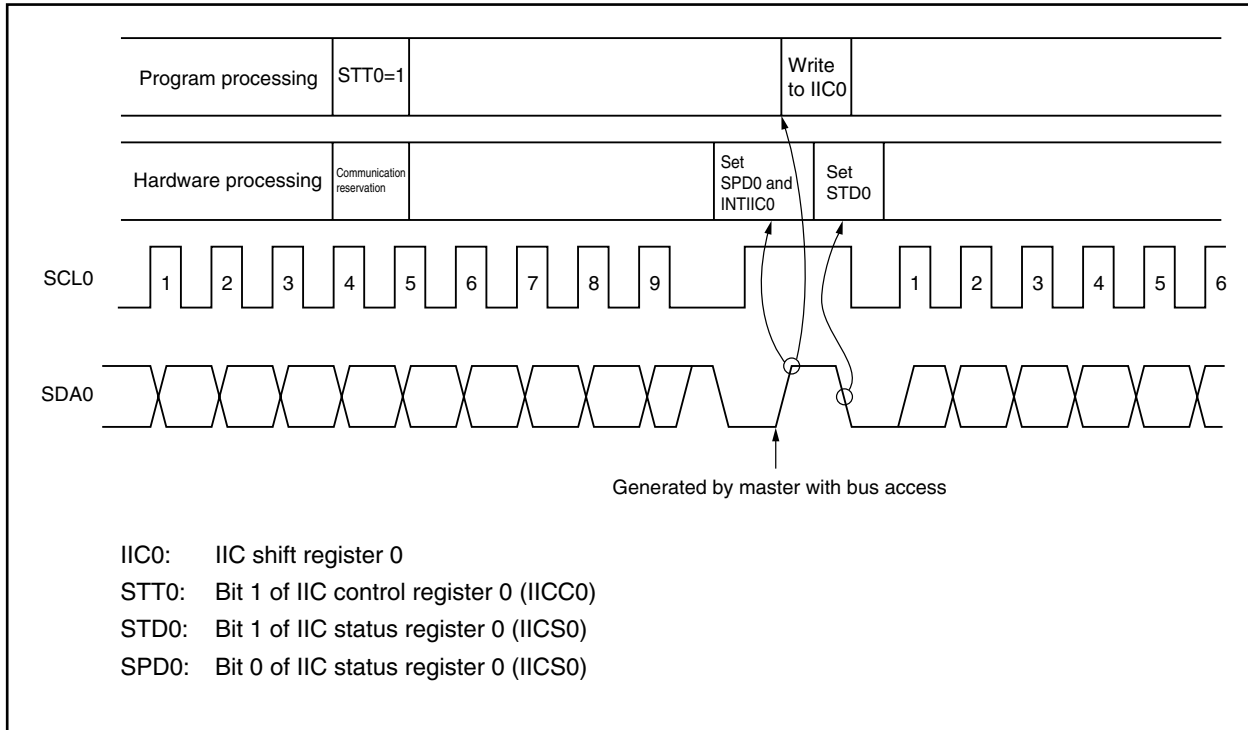 Program processing
STT0=1
Write
to IIC0
Hardware processing
Communication
reservation
Set
SPD0 and
INTIIC0
Set
STD0
SCL0
1 2 3 4 5 6 7 8 9 1 2 3 4 5 6
SDA0
Generated by master with bus access
IIC0: IIC shift register 0
STT0: Bit 1 of IIC control register 0 (IICC0)
STD0: Bit 1 of IIC status register 0 (IICS0)
SPD0: Bit 0 of IIC status register 0 (IICS0)